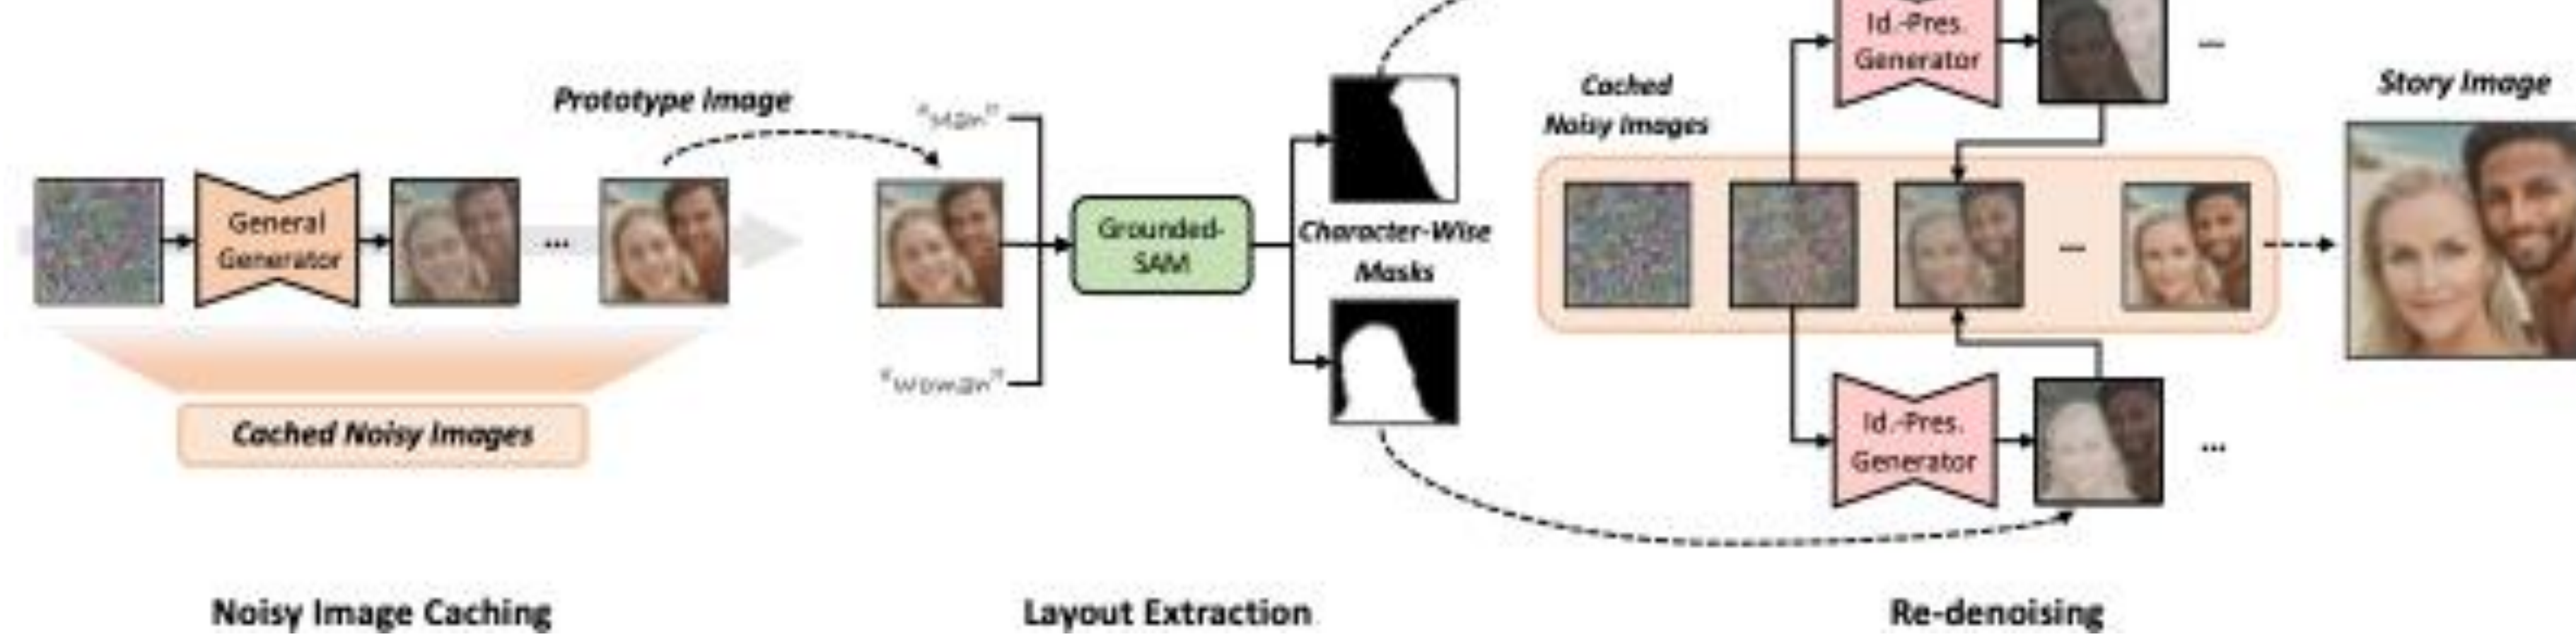 Prototype Image
General
Generator
...
Cached Noisy Images
Noisy Image Caching
"Man"
"Woman"
Grounded-
SAM
Character-Wise
Masks
Layout Extraction
Cached
Noisy Images
Id.-Pres.
Generator
...
...
Id.-Pres.
Generator
...
Story Image
Re-denoising